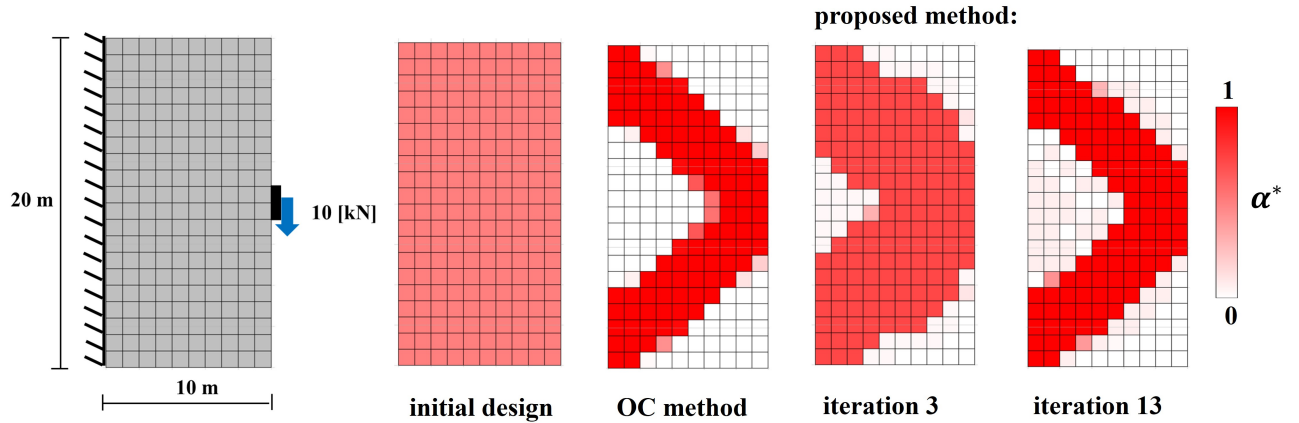 proposed method:
20 m
10 [kN]
10 m
initial design
OC method
iteration 3
iteration 13
1
α*
0